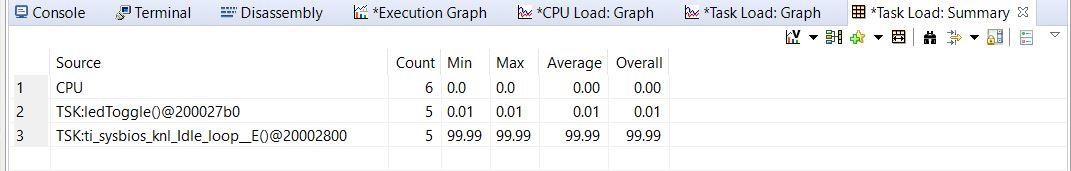 Console Terminal Disassembly *Execution Graph *CPU Load: Graph *Task Load: Graph *Task Load: Summary
Source Count Min Max Average Overall
1 CPU 6 0.0 0.0 0.00 0.00
2 TSK:ledToggle()@200027b0 5 0.01 0.01 0.01 0.01
3 TSK:ti_sysbios_knl_Idle_loop__E()@20002800 5 99.99 99.99 99.99 99.99